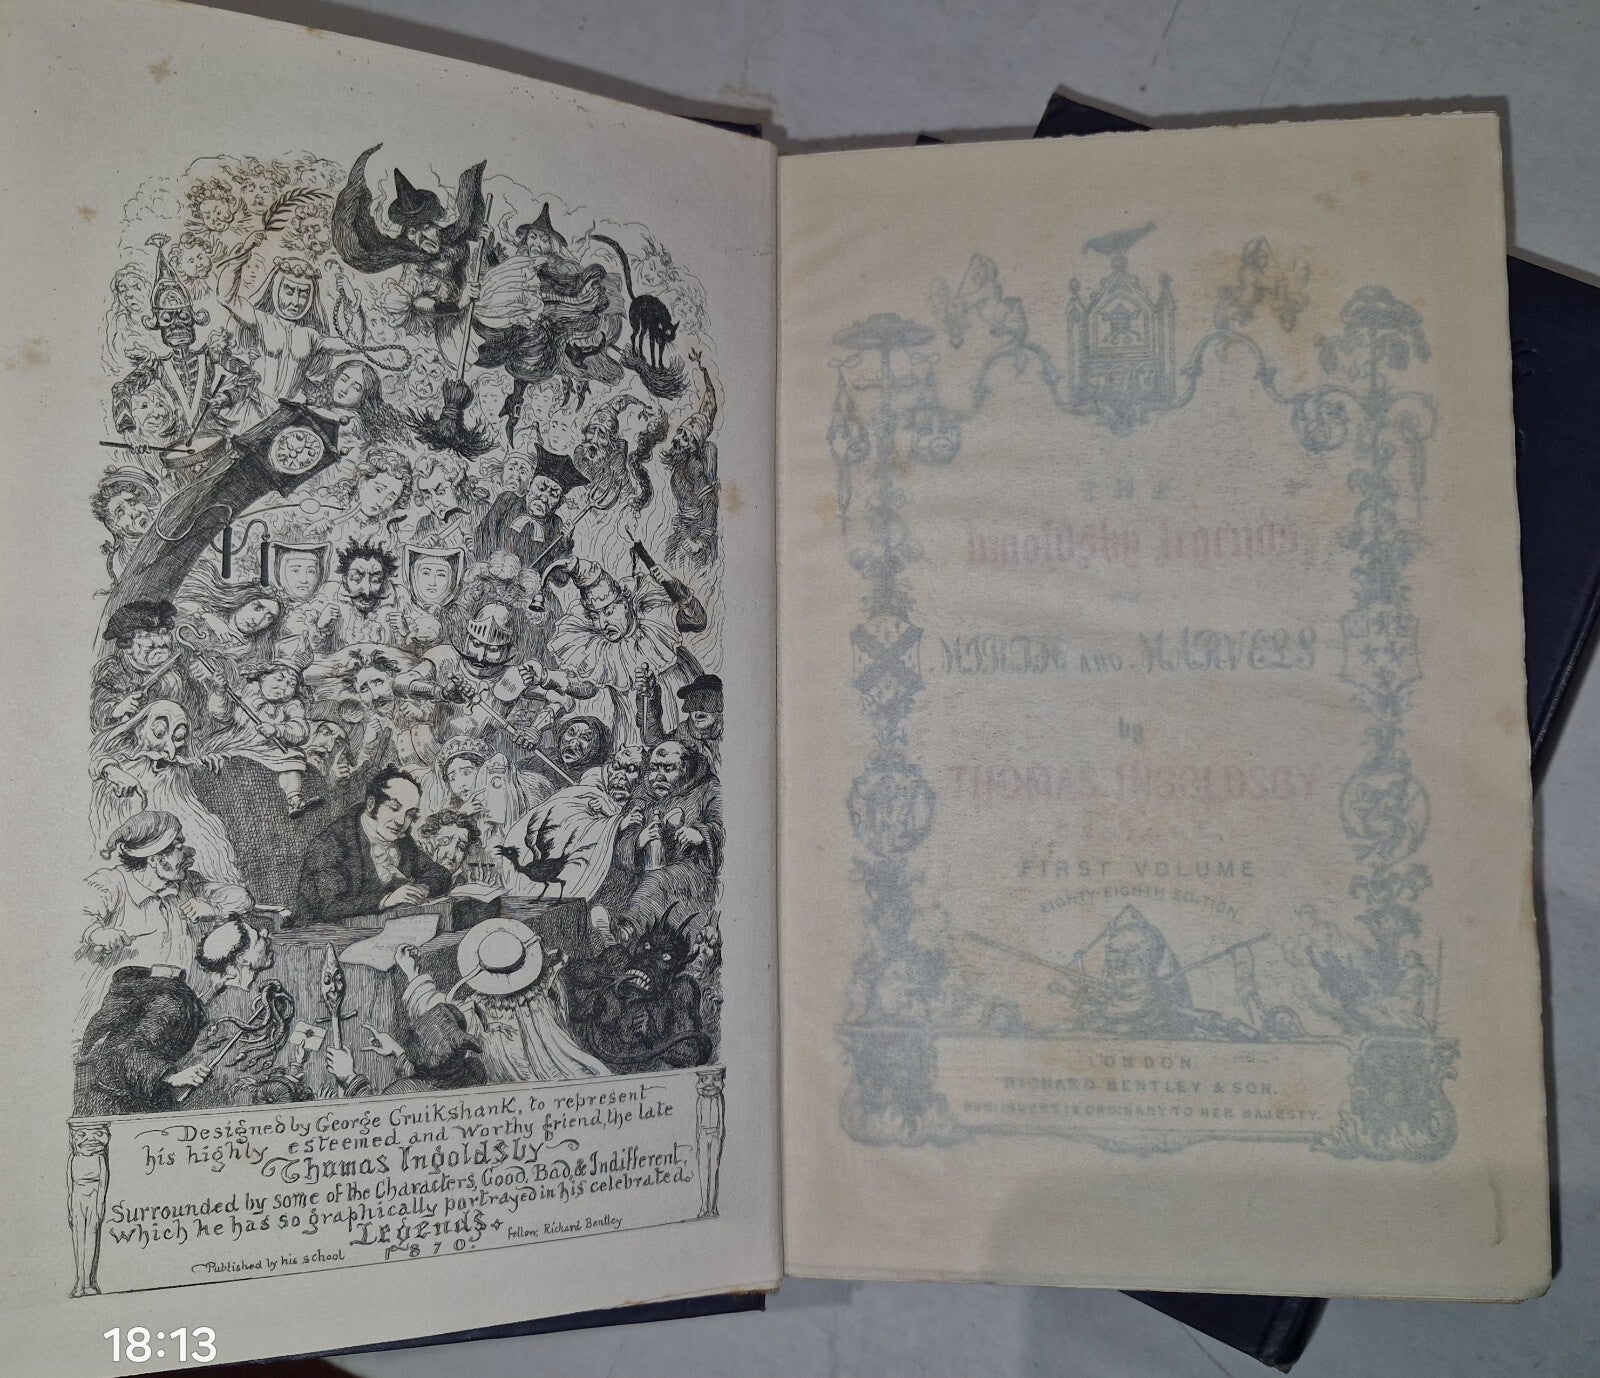 Designed by George Cruikshank, to represent
his highly esteemed and worthy friend, the late
Thomas Ingoldsby
Surrounded by some of the Characters, Good, Bad, & Indifferent,
which he has so graphically portrayed in his celebrated
Legends
1870.
Published by his school fellow, Richard Bentley
THE
Ingoldsby Legends
or
MIRTH and MARVELS
by
THOMAS INGOLDSBY
FIRST VOLUME
EIGHTY-EIGHTH EDITION
LONDON
RICHARD BENTLEY & SON.
PUBLISHERS IN ORDINARY TO HER MAJESTY.
18:13